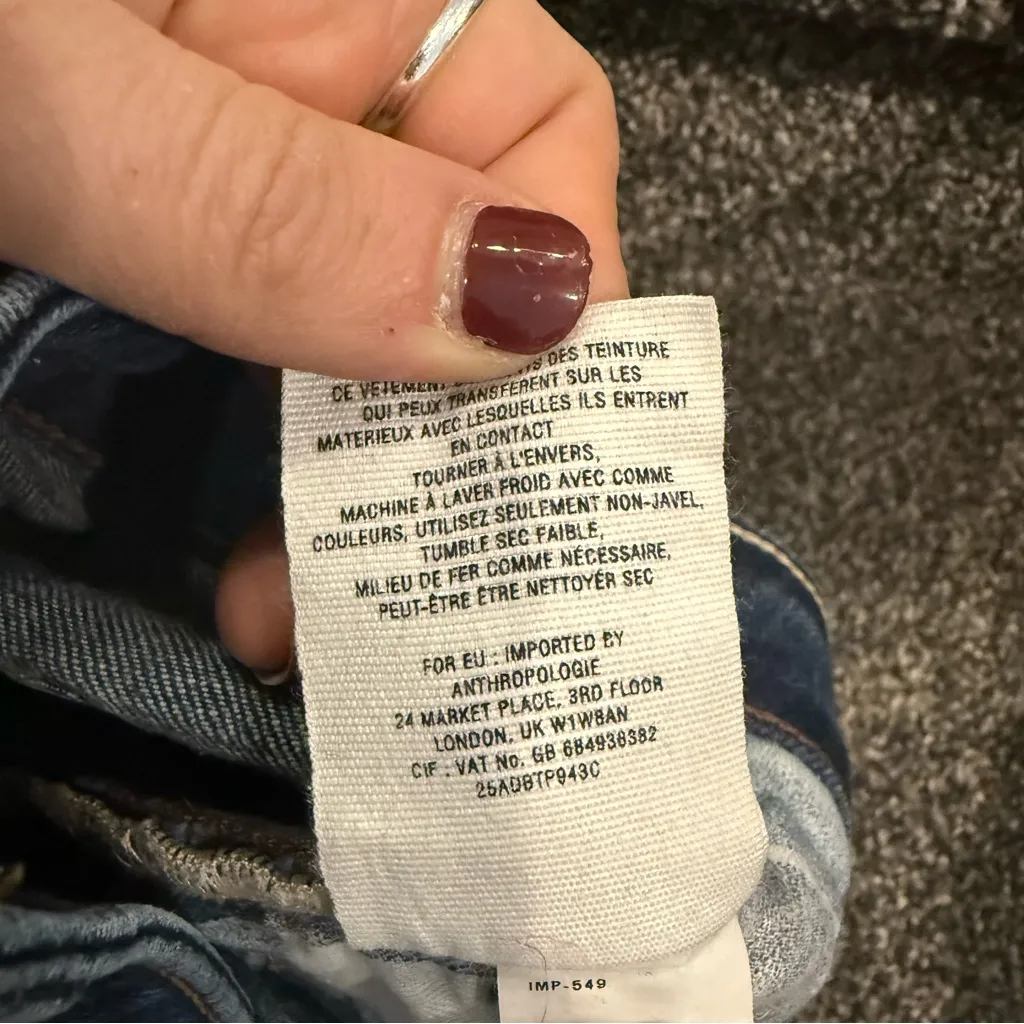 DES TEINTURE
CE VETEMENT
QUI PEUX TRANSFERENT SUR LES
MATERIEUX AVEC LESQUELLES ILS ENTRENT
EN CONTACT
TOURNER À L'ENVERS,
MACHINE À LAVER FROID AVEC COMME
COULEURS, UTILISEZ SEULEMENT NON-JAVEL,
TUMBLE SEC FAIBLE,
MILIEU DE FER COMME NÉCESSAIRE,
PEUT-ÊTRE ÊTRE NETTOYÉR SEC
FOR EU : IMPORTED BY
ANTHROPOLOGIE
24 MARKET PLACE, 3RD FLOOR
LONDON, UK W1W8AN
CIF : VAT No. GB 684936382
IMP-549